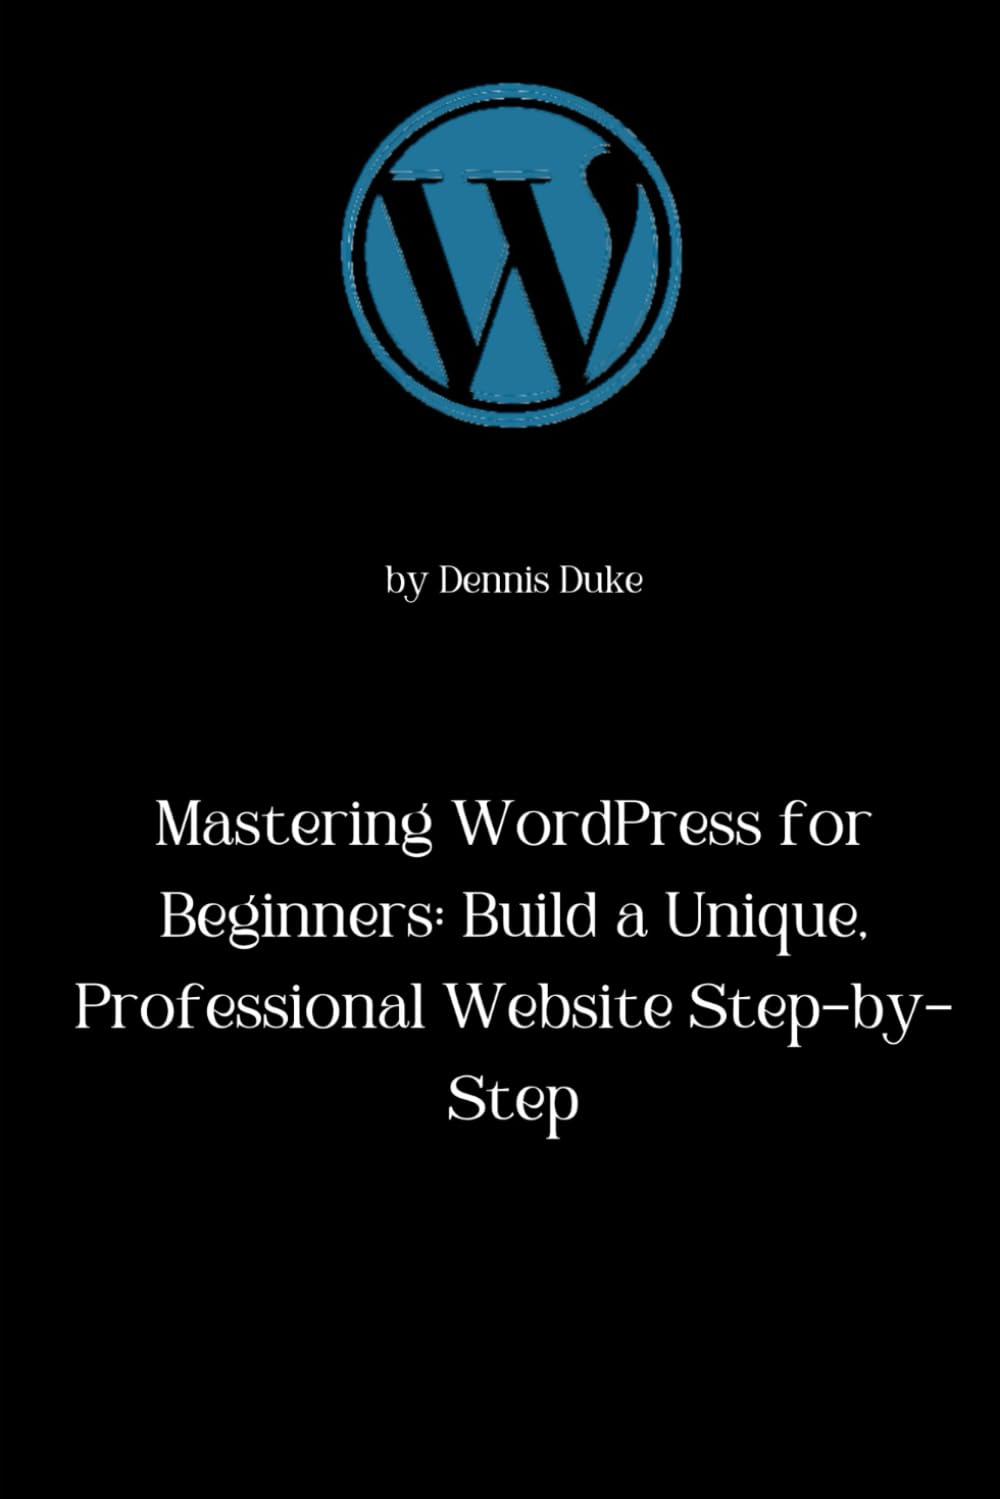 W
by Dennis Duke
Mastering WordPress for
Beginners: Build a Unique,
Professional Website Step-by-
Step